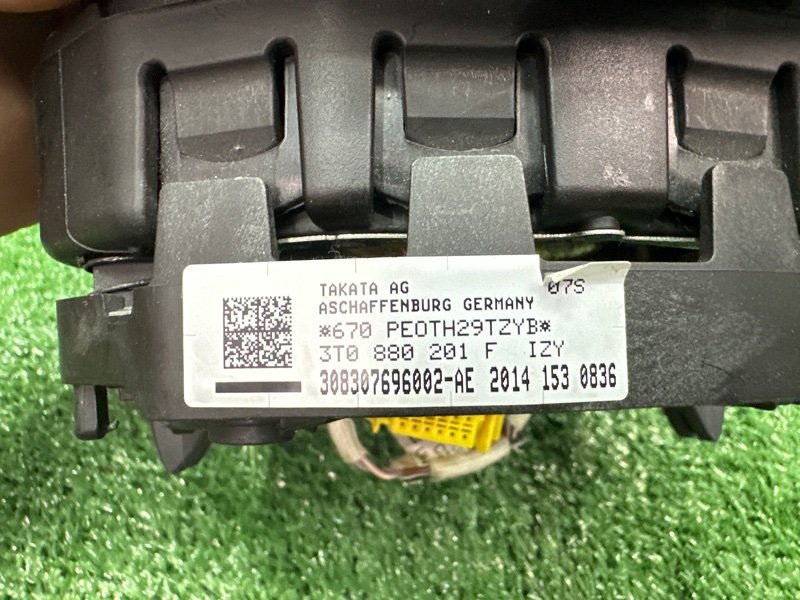 TAKATA AG 07S
ASCHAFFENBURG GERMANY
*670 PEOTH29TZYB*
3T0 880 201 F IZY
308307696002-AE 2014 153 0836